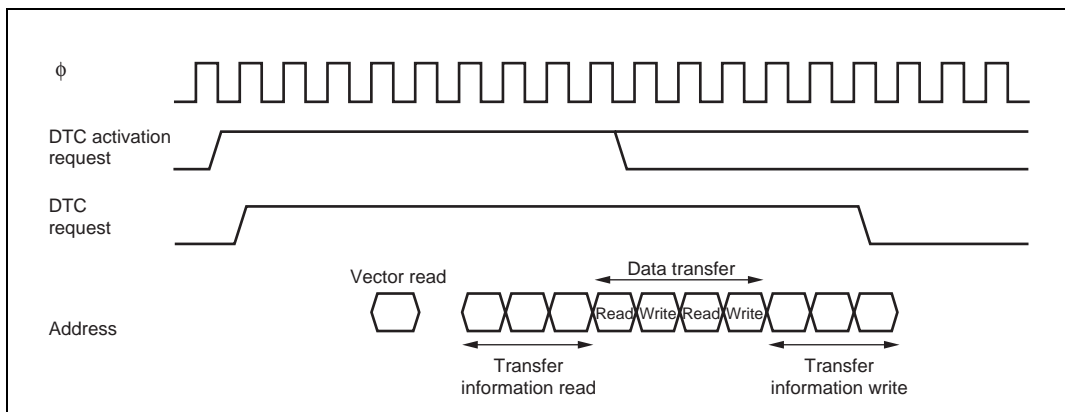 ϕ
DTC activation
request
DTC
request
Vector read
Data transfer
Address
Read Write Read Write
Transfer
information read
Transfer
information write